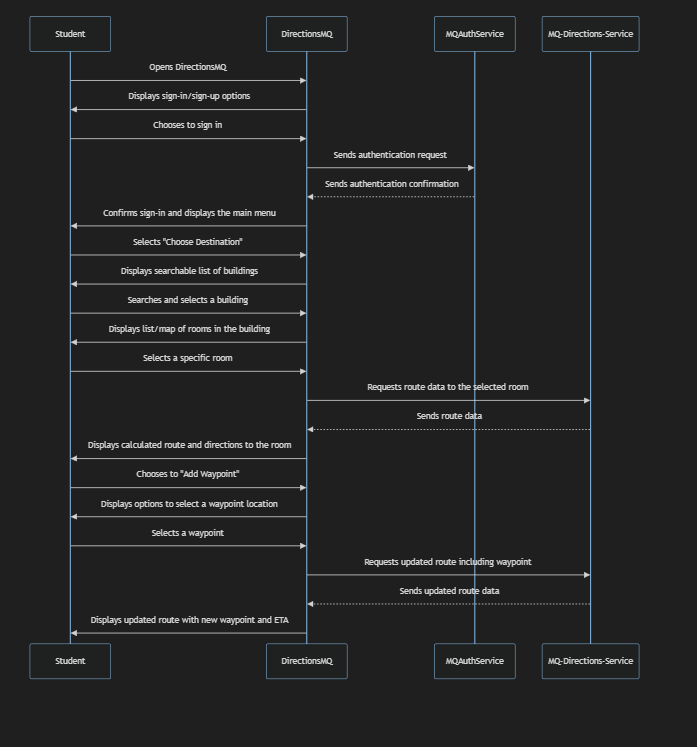 Student
DirectionsMQ
MQAuthService
MQ-Directions-Service
Opens DirectionsMQ
Displays sign-in/sign-up options
Chooses to sign in
Sends authentication request
Sends authentication confirmation
Confirms sign-in and displays the main menu
Selects "Choose Destination"
Displays searchable list of buildings
Searches and selects a building
Displays list/map of rooms in the building
Selects a specific room
Requests route data to the selected room
Sends route data
Displays calculated route and directions to the room
Chooses to "Add Waypoint"
Displays options to select a waypoint location
Selects a waypoint
Requests updated route including waypoint
Sends updated route data
Displays updated route with new waypoint and ETA
Student
DirectionsMQ
MQAuthService
MQ-Directions-Service